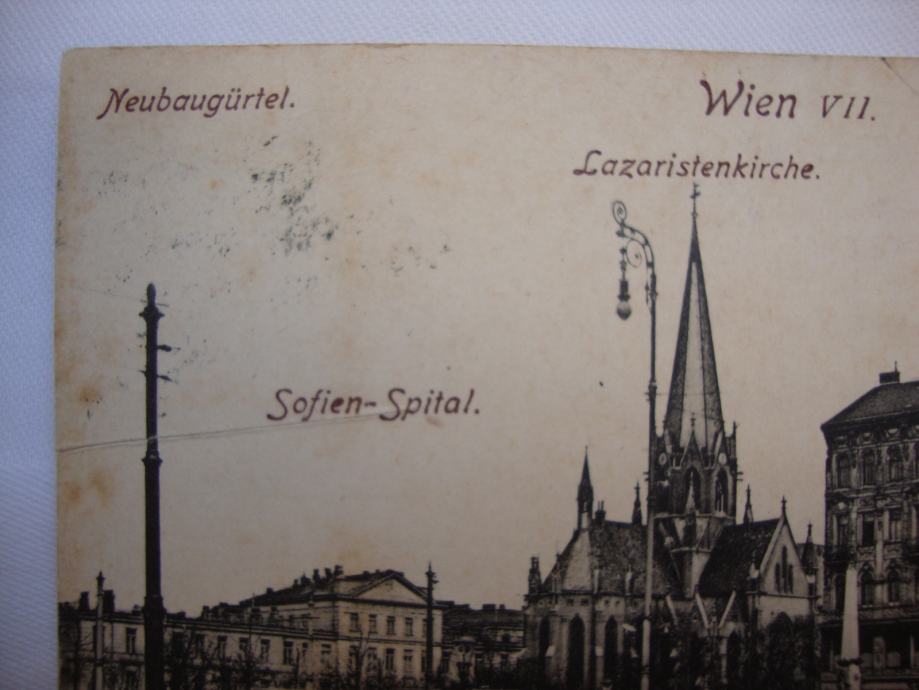 Neubaugürtel.
Wien VII.
Lazaristenkirche.
Sofien-Spital.